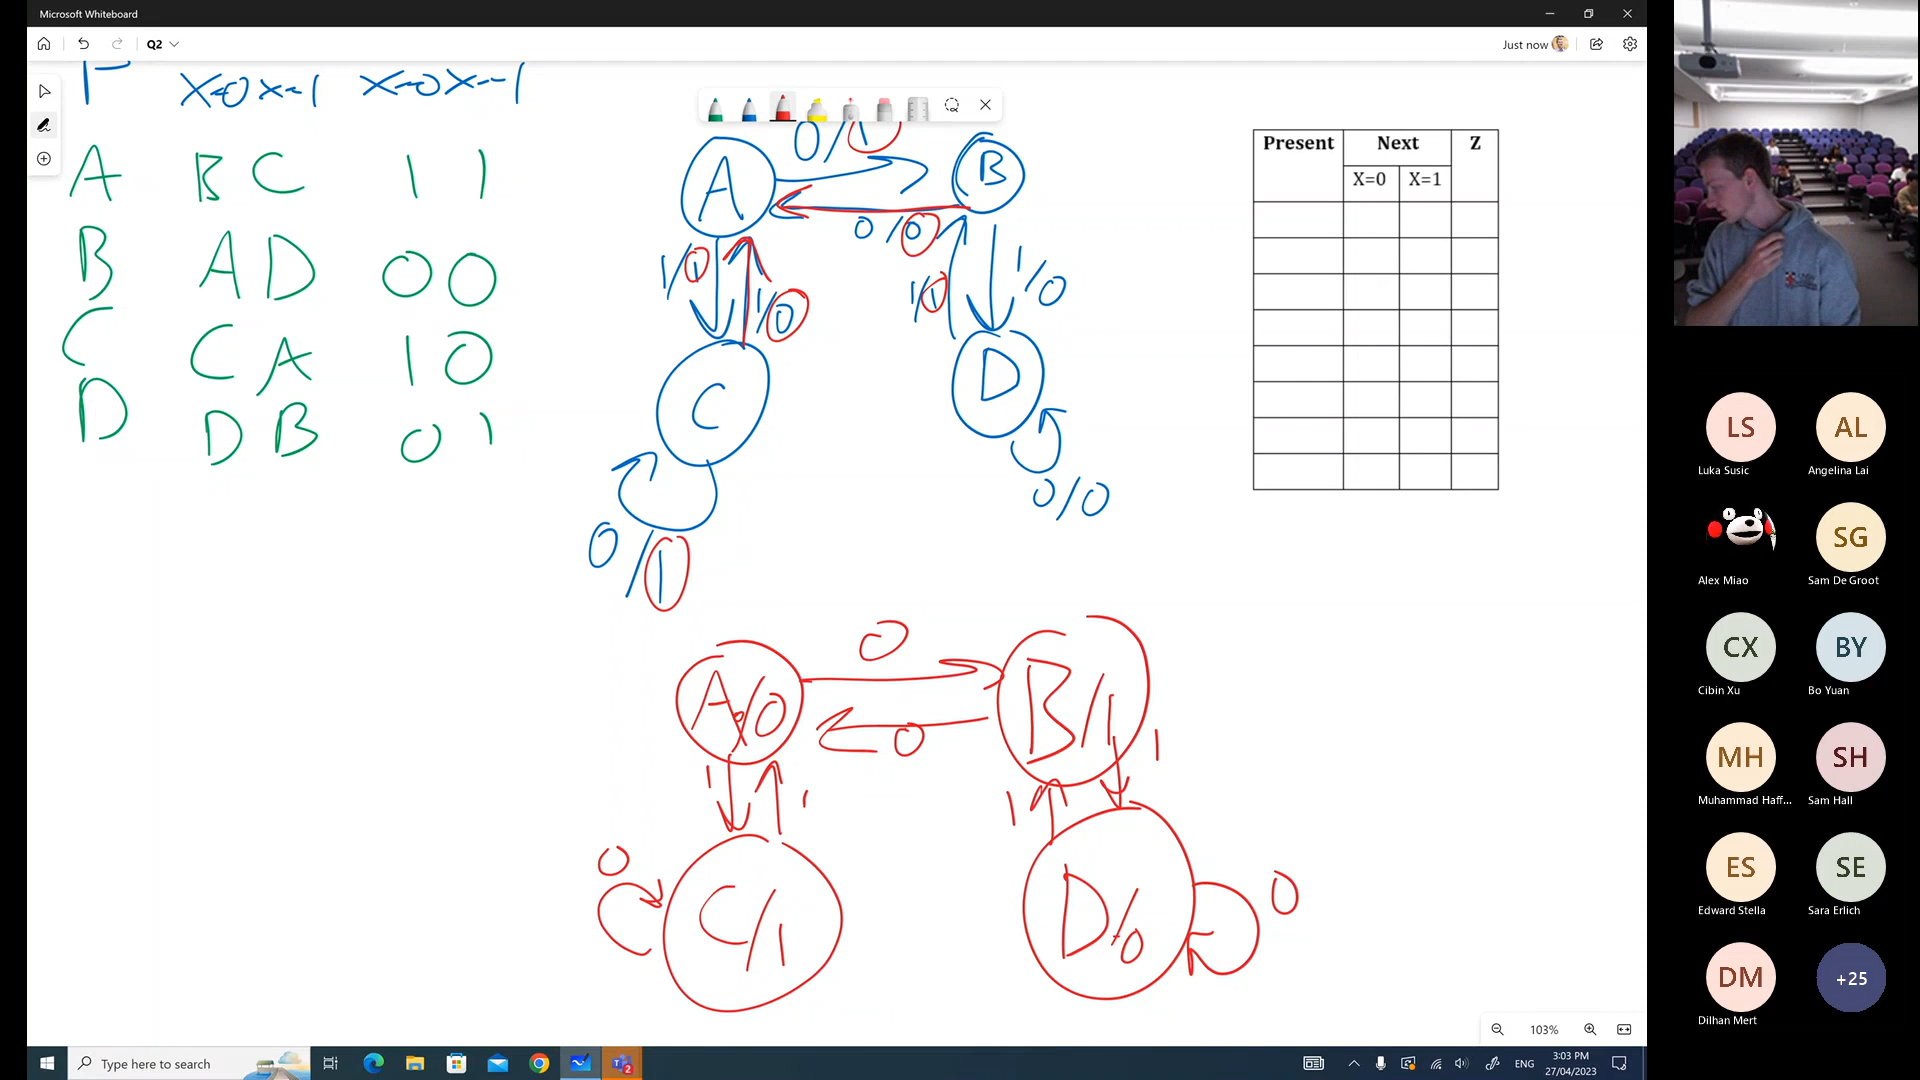 Microsoft Whiteboard
Q2
Just now
P X=0 X=1 X=0 X=1
A B C 1 1
B A D 0 0
C C A 1 0
D D B 0 1
0/1
A
B
0/0
1/1
1/0
1/1
1/0
C
D
0/1
0/0
Present Next Z
X=0 X=1
0
A/0
B/1
0
1
1
1
1
0
C/1
D/0
0
LS
AL
Luka Susic
Angelina Lai
SG
Alex Miao
Sam De Groot
CX
BY
Cibin Xu
Bo Yuan
MH
SH
Muhammad Haff...
Sam Hall
ES
SE
Edward Stella
Sara Erlich
DM
+25
Dilhan Mert
103%
Type here to search
2
ENG
3:03 PM
27/04/2023